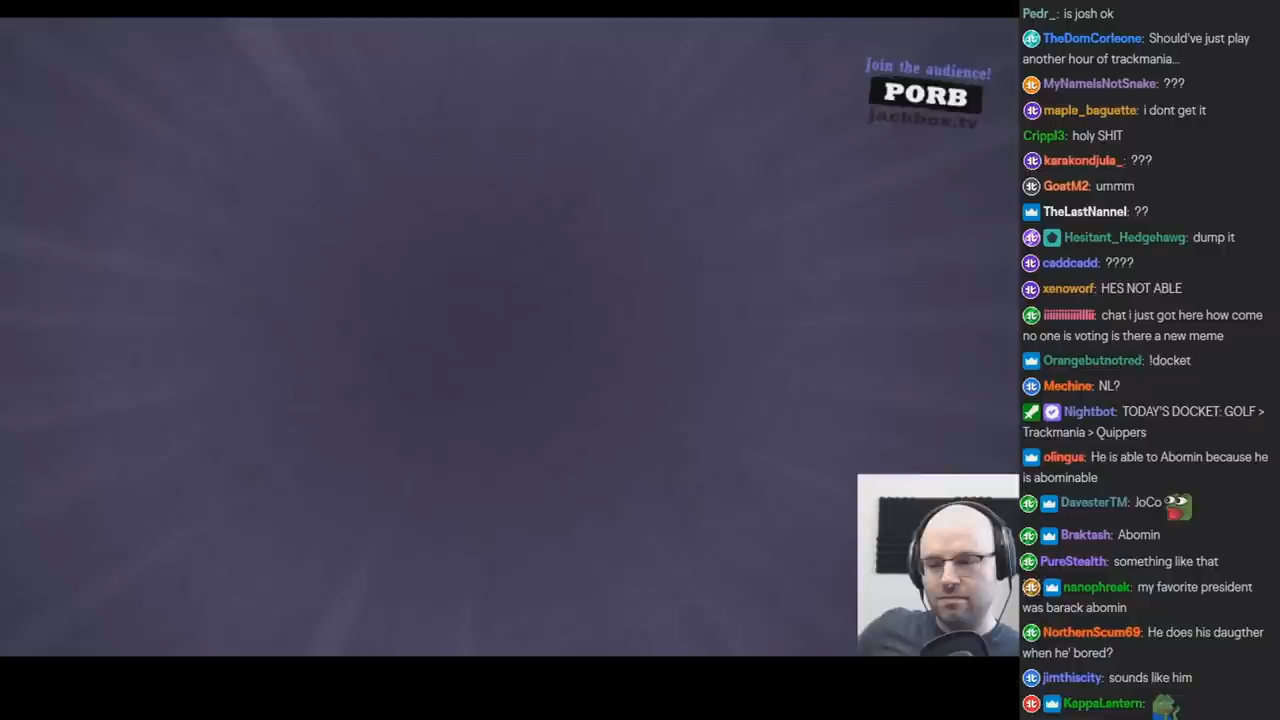 Join the audience!
PORB
jackbox.tv
Pedr_: is josh ok
TheDomCorleone: Should've just play
another hour of trackmania...
MyNameIsNotSnake: ???
maple_baguette: i dont get it
Crippl3: holy SHIT
karakondjula_: ???
GoatM2: ummm
TheLastNannel: ??
Hesitant_Hedgehawg: dump it
caddcadd: ????
xenoworf: HES NOT ABLE
chat i just got here how come
no one is voting is there a new meme
Orangebutnotred: !docket
Mechine: NL?
Nightbot: TODAY'S DOCKET: GOLF >
Trackmania > Quippers
olingus: He is able to Abomin because he
is abominable
DavesterTM: JoCo
Braktash: Abomin
PureStealth: something like that
nanophreak: my favorite president
was barack abomin
NorthernScum69: He does his daugther
when he' bored?
jimthiscity: sounds like him
KappaLantern: